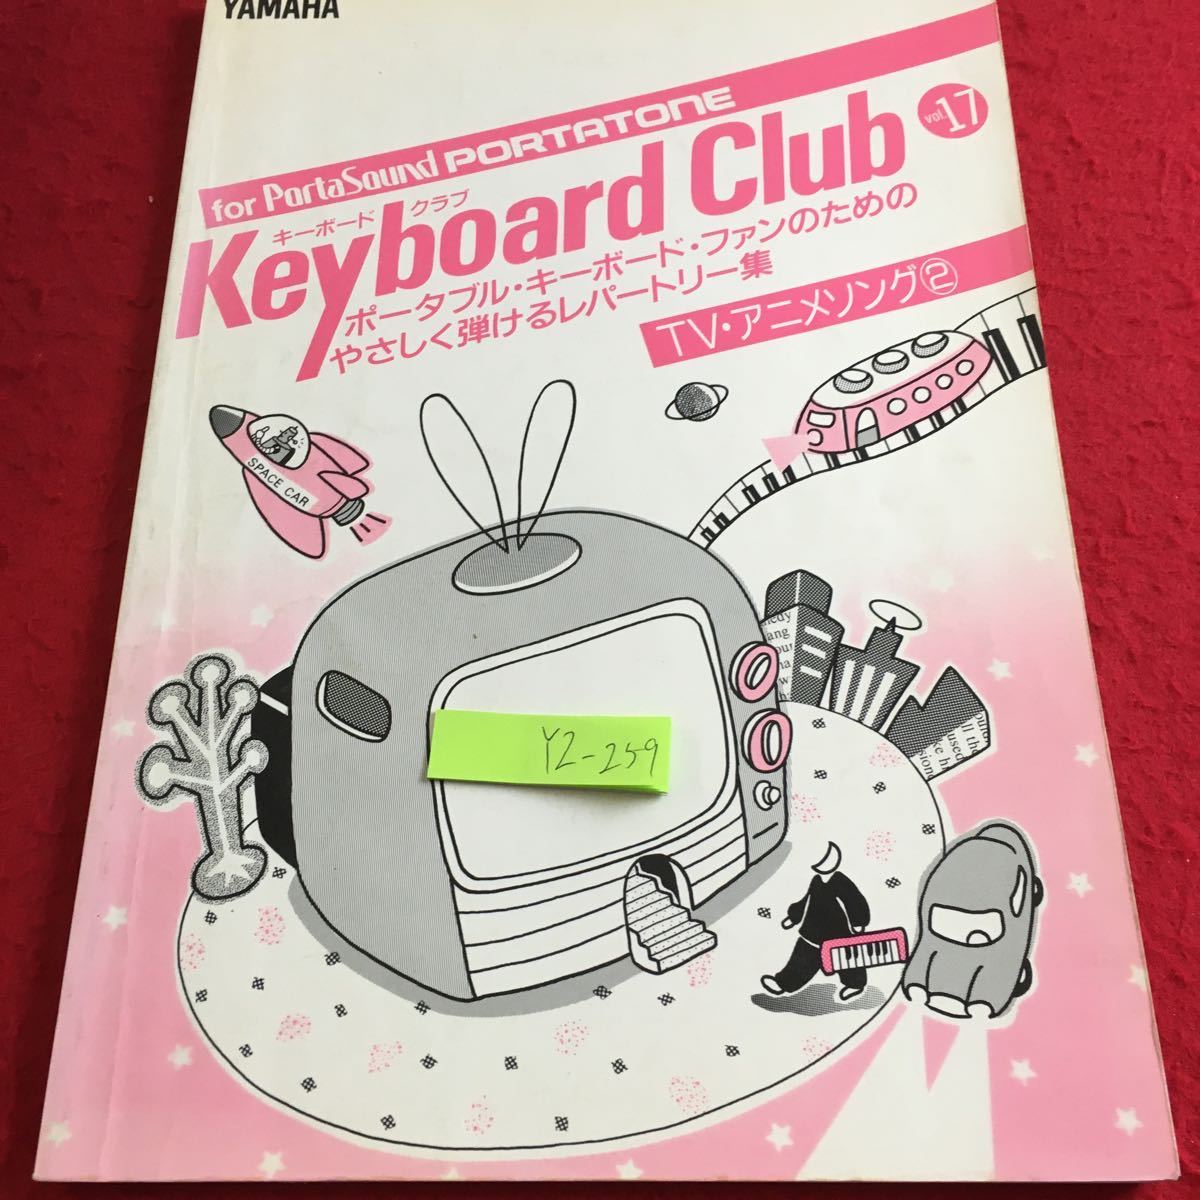 YAMAHA
for PortaSound PORTATONE
キーボード クラブ
Keyboard Club vol.17
ポータブル・キーボード・ファンのための
やさしく弾けるレパートリー集
TV・アニメソング②
SPACE CAR
ang
used
YZ-259